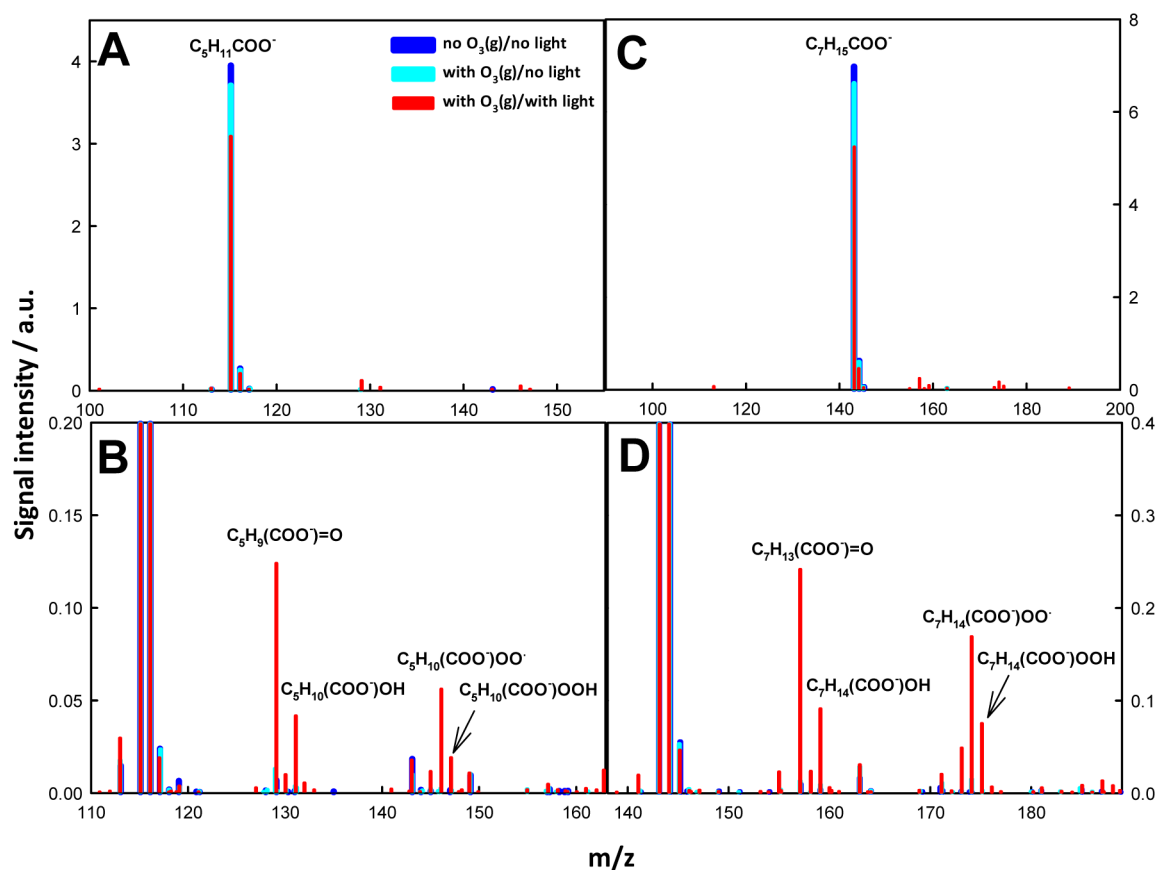 A
C₅H₁₁COO⁻
no O₃(g)/no light
with O₃(g)/no light
with O₃(g)/with light
4
3
2
1
0
100 110 120 130 140 150
C
C₇H₁₅COO⁻
8
6
4
2
0
100 120 140 160 180 200
B
C₅H₉(COO⁻)=O
C₅H₁₀(COO⁻)OH
C₅H₁₀(COO⁻)OO·
C₅H₁₀(COO⁻)OOH
0.20
0.15
0.10
0.05
0.00
110 120 130 140 150 160
D
C₇H₁₃(COO⁻)=O
C₇H₁₄(COO⁻)OH
C₇H₁₄(COO⁻)OO·
C₇H₁₄(COO⁻)OOH
0.4
0.3
0.2
0.1
0.0
140 150 160 170 180
Signal intensity / a.u.
m/z